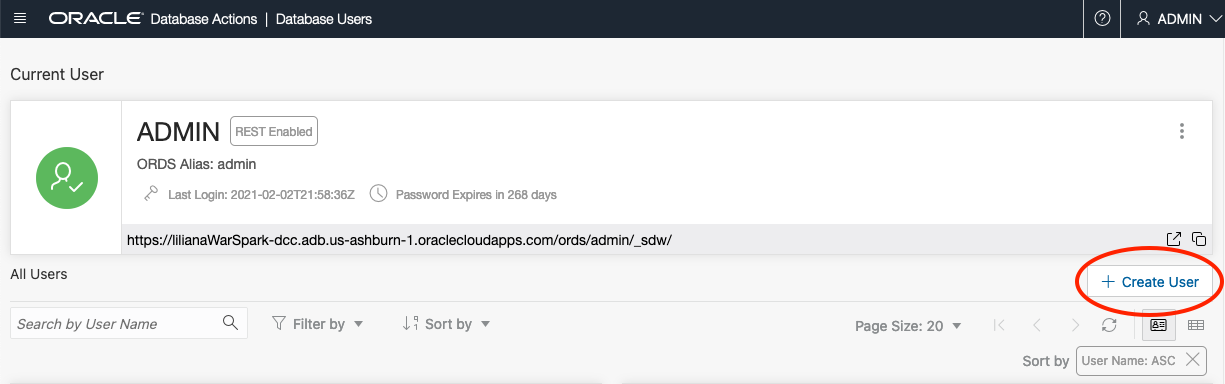 ORACLE Database Actions | Database Users ADMIN
Current User
ADMIN REST Enabled
ORDS Alias: admin
Last Login: 2021-02-02T21:58:36Z Password Expires in 268 days
https://lilianaWarSpark-dcc.adb.us-ashburn-1.oraclecloudapps.com/ords/admin/_sdw/
All Users
+ Create User
Search by User Name Filter by Sort by Page Size: 20
Sort by User Name: ASC